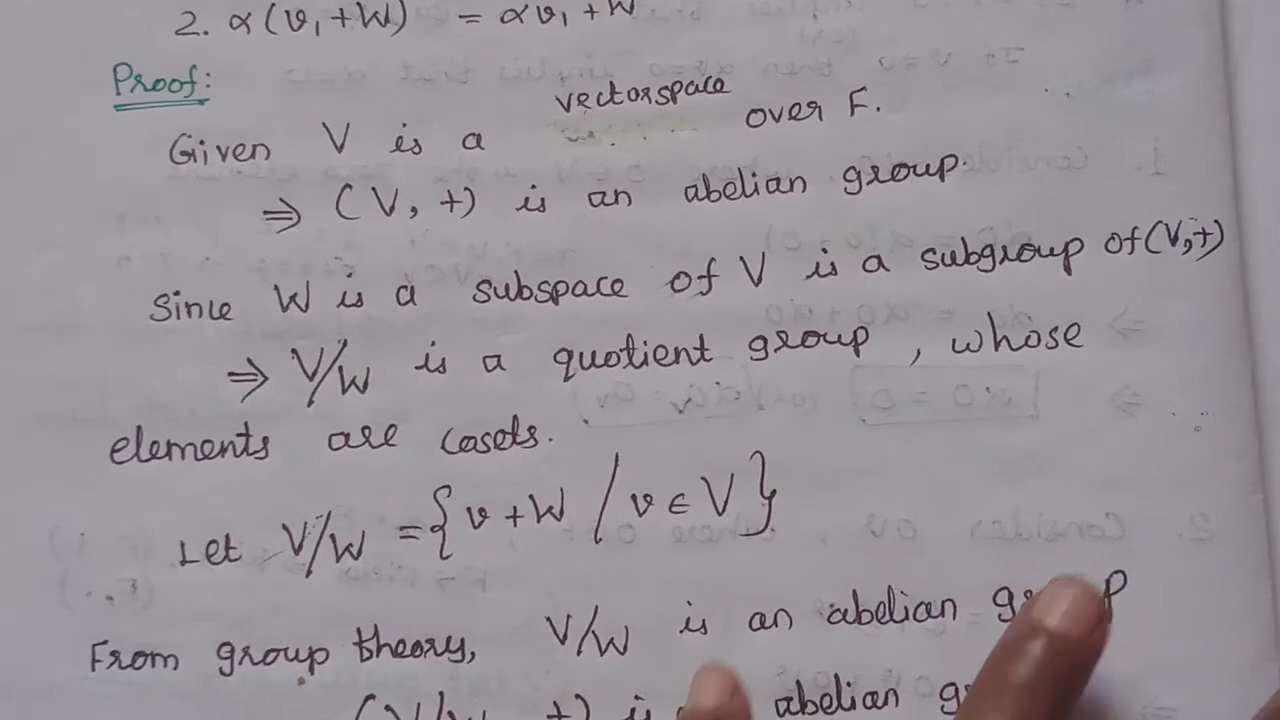 2. α(v₁+W) = αv₁+W
Proof:
Given V is a vectorspace over F.
⇒ (V, +) is an abelian group.
Since W is a subspace of V is a subgroup of (V,+)
⇒ V/W is a quotient group, whose
elements are cosets.
Let V/W = {v+W / v∈V}
From group theory, V/W is an abelian
(V/W, +) is abelian